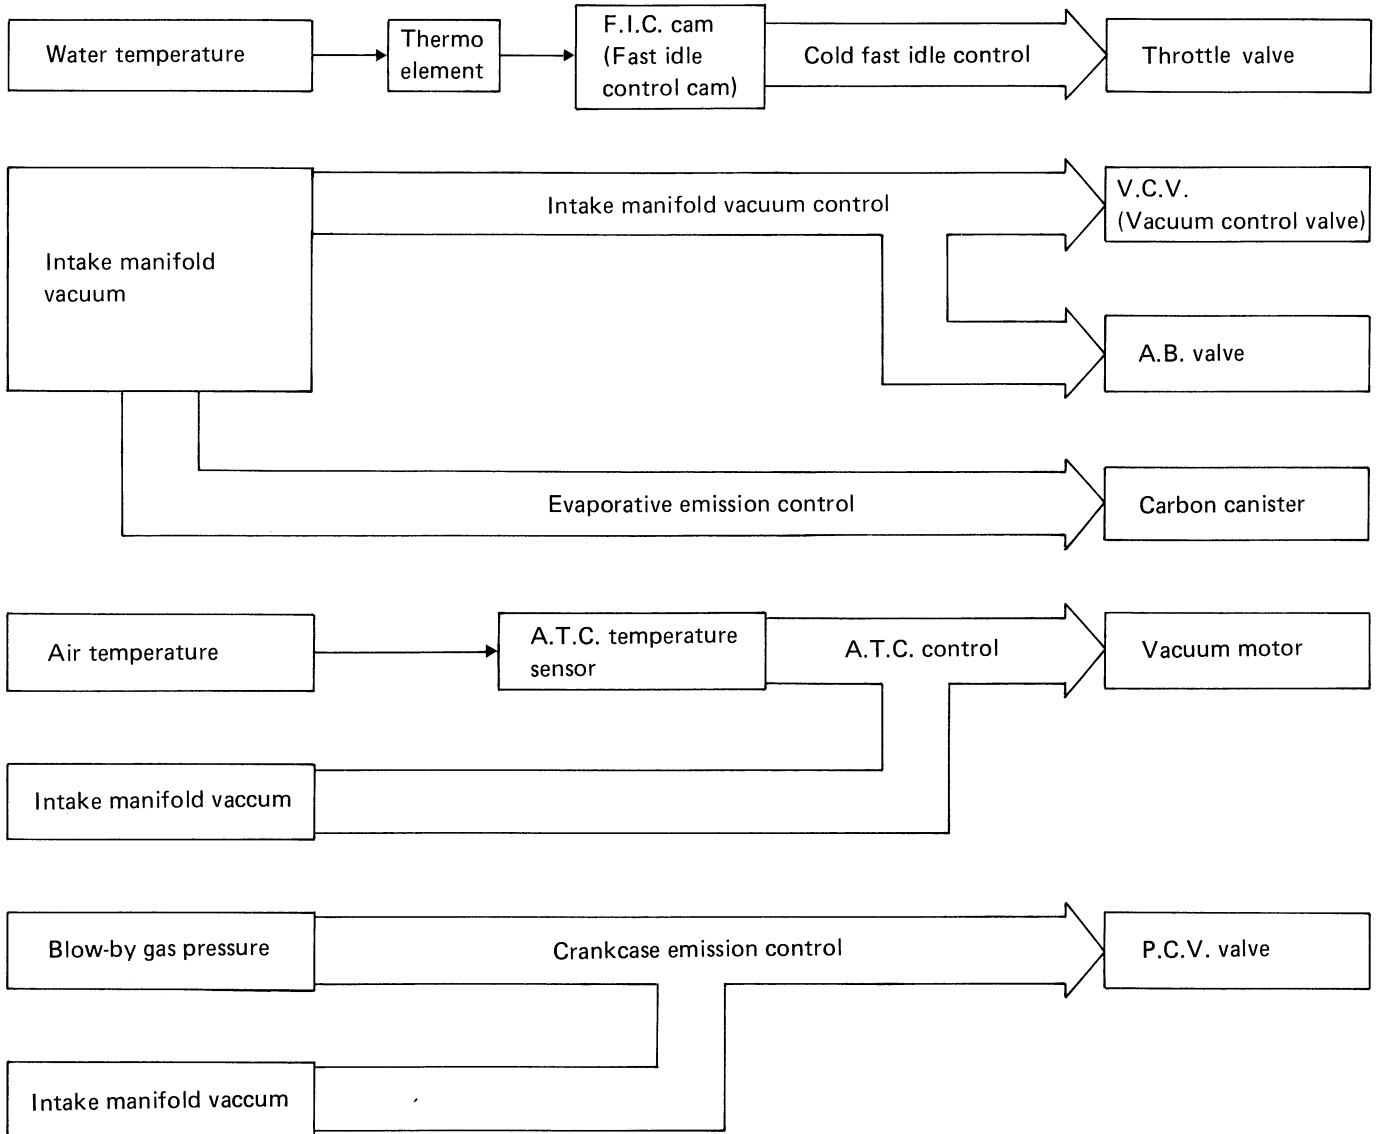 Water temperature
Thermo
element
F.I.C. cam
(Fast idle
control cam)
Cold fast idle control
Throttle valve
Intake manifold
vacuum
Intake manifold vacuum control
V.C.V.
(Vacuum control valve)
A.B. valve
Evaporative emission control
Carbon canister
Air temperature
A.T.C. temperature
sensor
A.T.C. control
Vacuum motor
Intake manifold vaccum
Blow-by gas pressure
Crankcase emission control
P.C.V. valve
Intake manifold vaccum